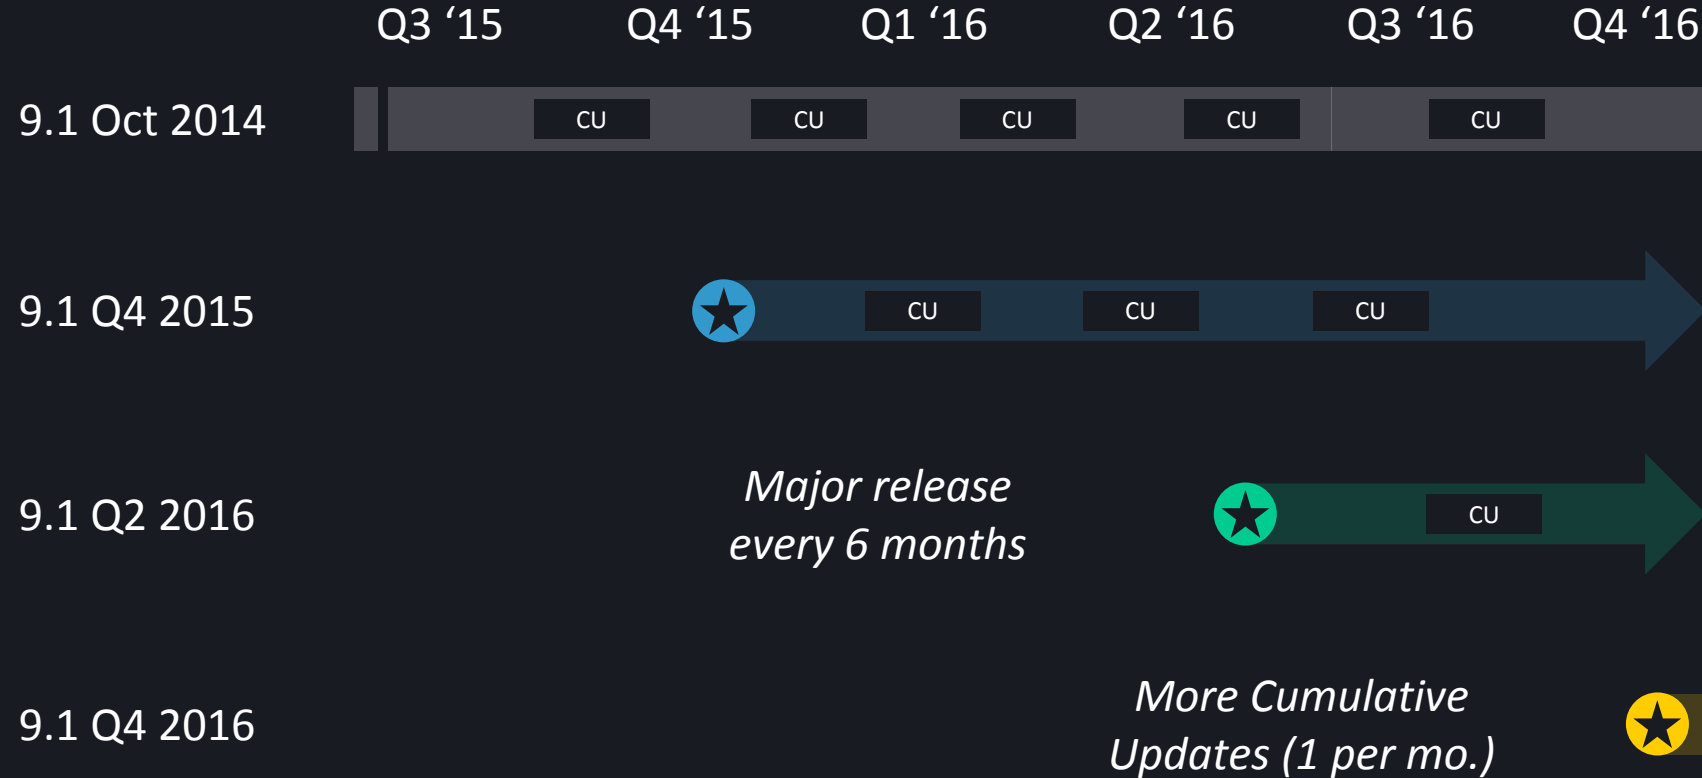 Q3 ‘15 Q4 ‘15 Q1 ‘16 Q2 ‘16 Q3 ‘16 Q4 ‘16
9.1 Oct 2014 CU CU CU CU CU
9.1 Q4 2015 CU CU CU
Major release
every 6 months
9.1 Q2 2016 CU
More Cumulative
Updates (1 per mo.)
9.1 Q4 2016